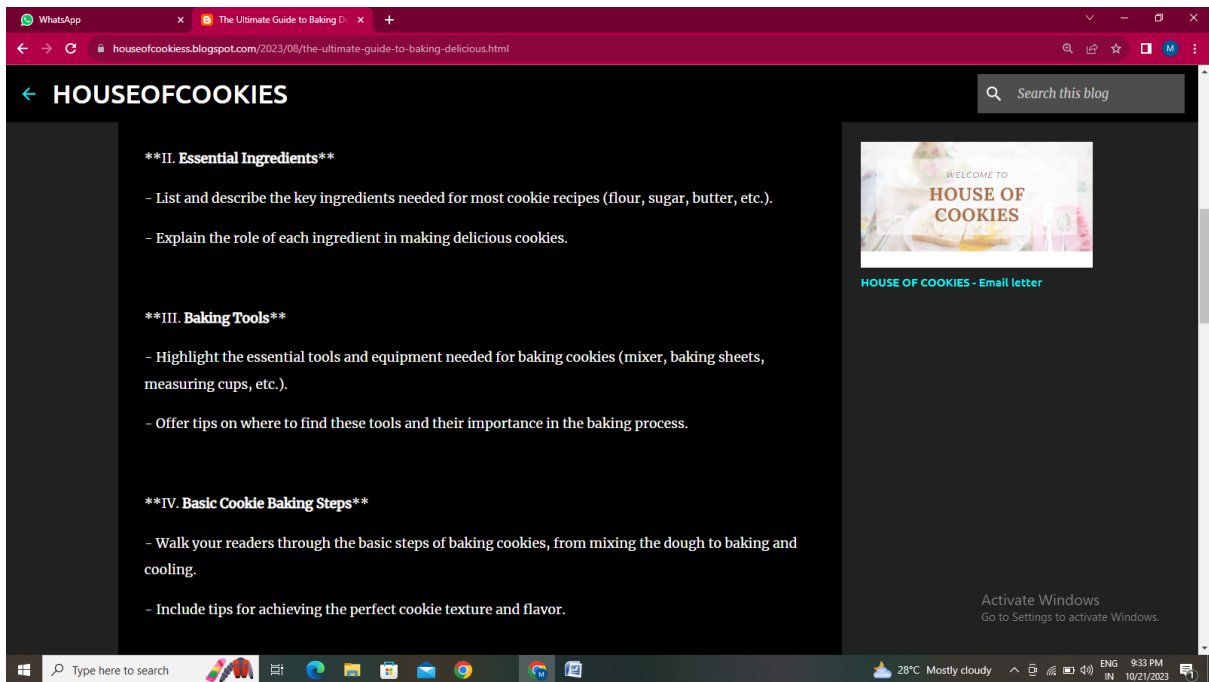 WhatsApp
The Ultimate Guide to Baking D
houseofcookiess.blogspot.com/2023/08/the-ultimate-guide-to-baking-delicious.html
M
HOUSEOFCOOKIES
Search this blog
**II. Essential Ingredients**
- List and describe the key ingredients needed for most cookie recipes (flour, sugar, butter, etc.).
- Explain the role of each ingredient in making delicious cookies.
**III. Baking Tools**
- Highlight the essential tools and equipment needed for baking cookies (mixer, baking sheets,
measuring cups, etc.).
- Offer tips on where to find these tools and their importance in the baking process.
**IV. Basic Cookie Baking Steps**
- Walk your readers through the basic steps of baking cookies, from mixing the dough to baking and
cooling.
- Include tips for achieving the perfect cookie texture and flavor.
WELCOME TO
HOUSE OF
COOKIES
HOUSE OF COOKIES - Email letter
Activate Windows
Go to Settings to activate Windows.
Type here to search
28°C Mostly cloudy
ENG
IN
9:33 PM
10/21/2023
1